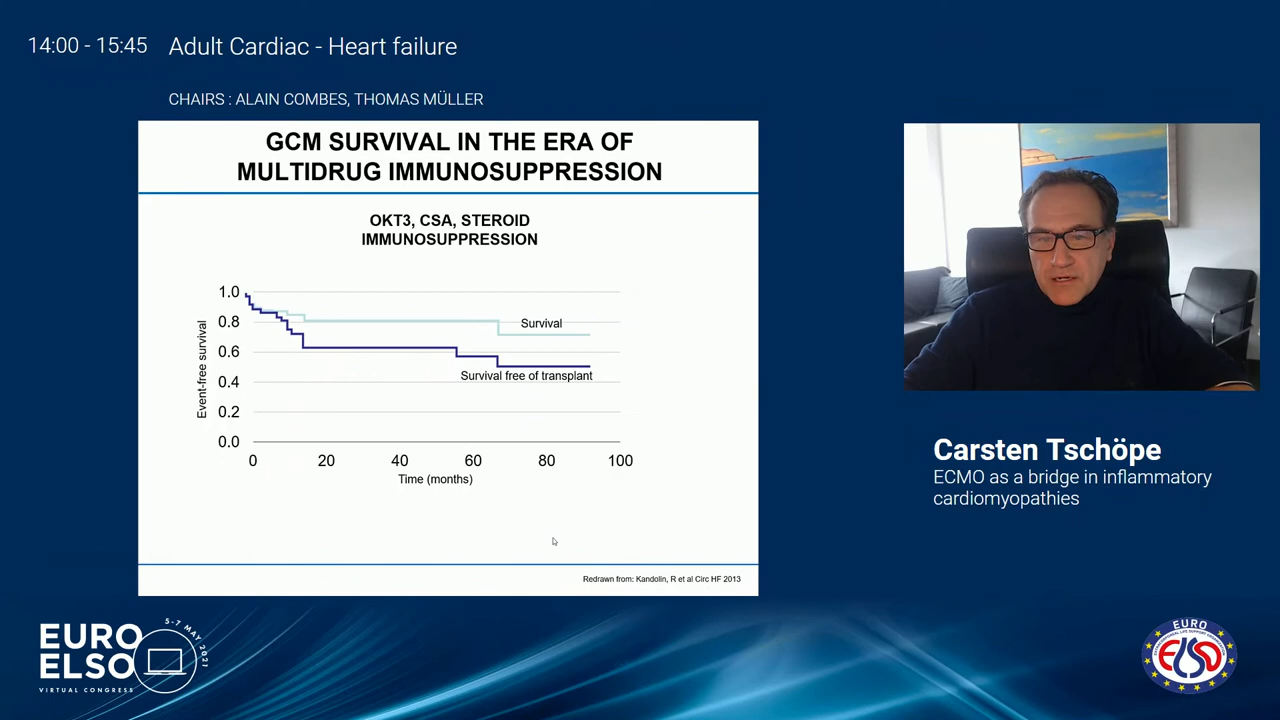 14:00 - 15:45 Adult Cardiac - Heart failure
CHAIRS : ALAIN COMBES, THOMAS MÜLLER
GCM SURVIVAL IN THE ERA OF
MULTIDRUG IMMUNOSUPPRESSION
OKT3, CSA, STEROID
IMMUNOSUPPRESSION
Event-free survival
1.0
0.8
0.6
0.4
0.2
0.0
Survival
Survival free of transplant
0 20 40 60 80 100
Time (months)
Redrawn from: Kandolin, R et al Circ HF 2013
Carsten Tschöpe
ECMO as a bridge in inflammatory
cardiomyopathies
EURO
ELSO
VIRTUAL CONGRESS
5-7 MAY 2021
EURO
ELSO